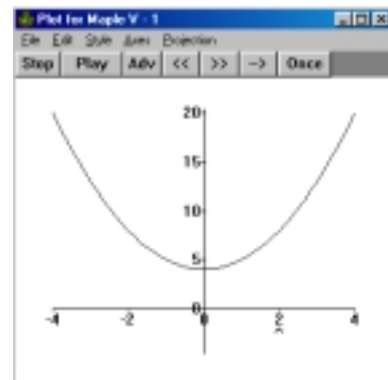 Plot for Maple V - 1
File Edit Style Axes Projection
Stop Play Adv << >> -> Once
20
15
10
5
0
-4 -2 0 2 4